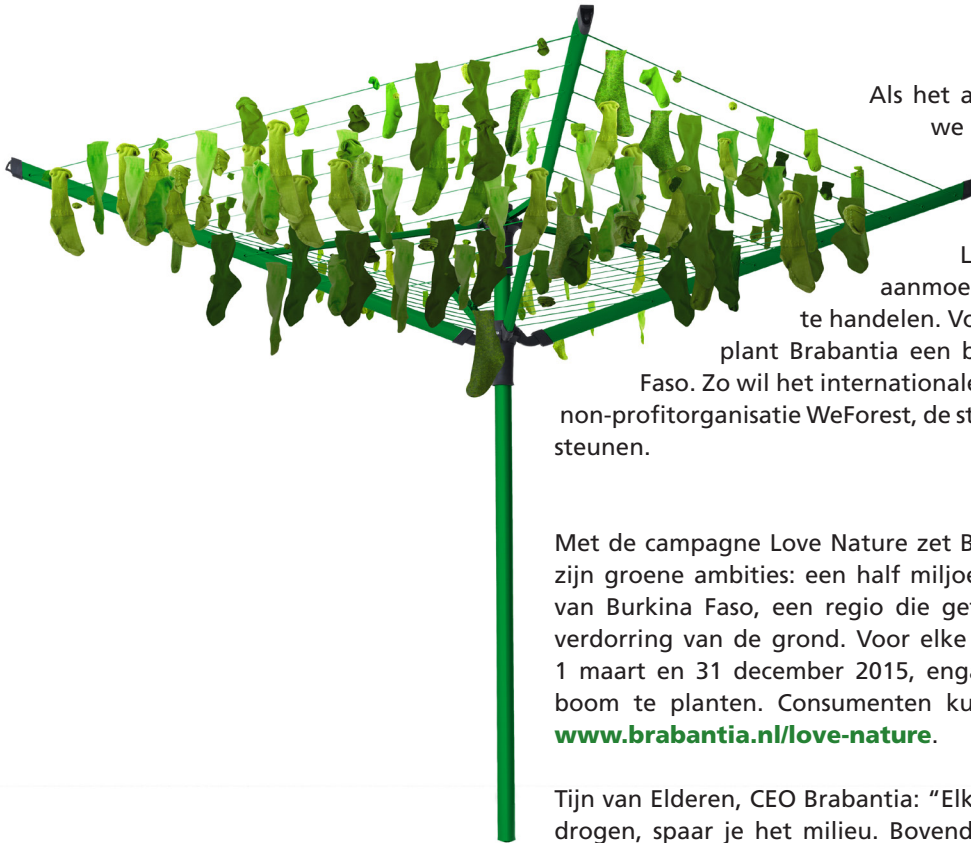 Als het a
we
L
aanmoe
te handelen. Vo
plant Brabantia een b
Faso. Zo wil het internationale
non-profitorganisatie WeForest, de st
steunen.
Met de campagne Love Nature zet B
zijn groene ambities: een half miljoe
van Burkina Faso, een regio die ge
verdorring van de grond. Voor elke
1 maart en 31 december 2015, enga
boom te planten. Consumenten ku
www.brabantia.nl/love-nature.
Tijn van Elderen, CEO Brabantia: “Elk
drogen, spaar je het milieu. Bovend